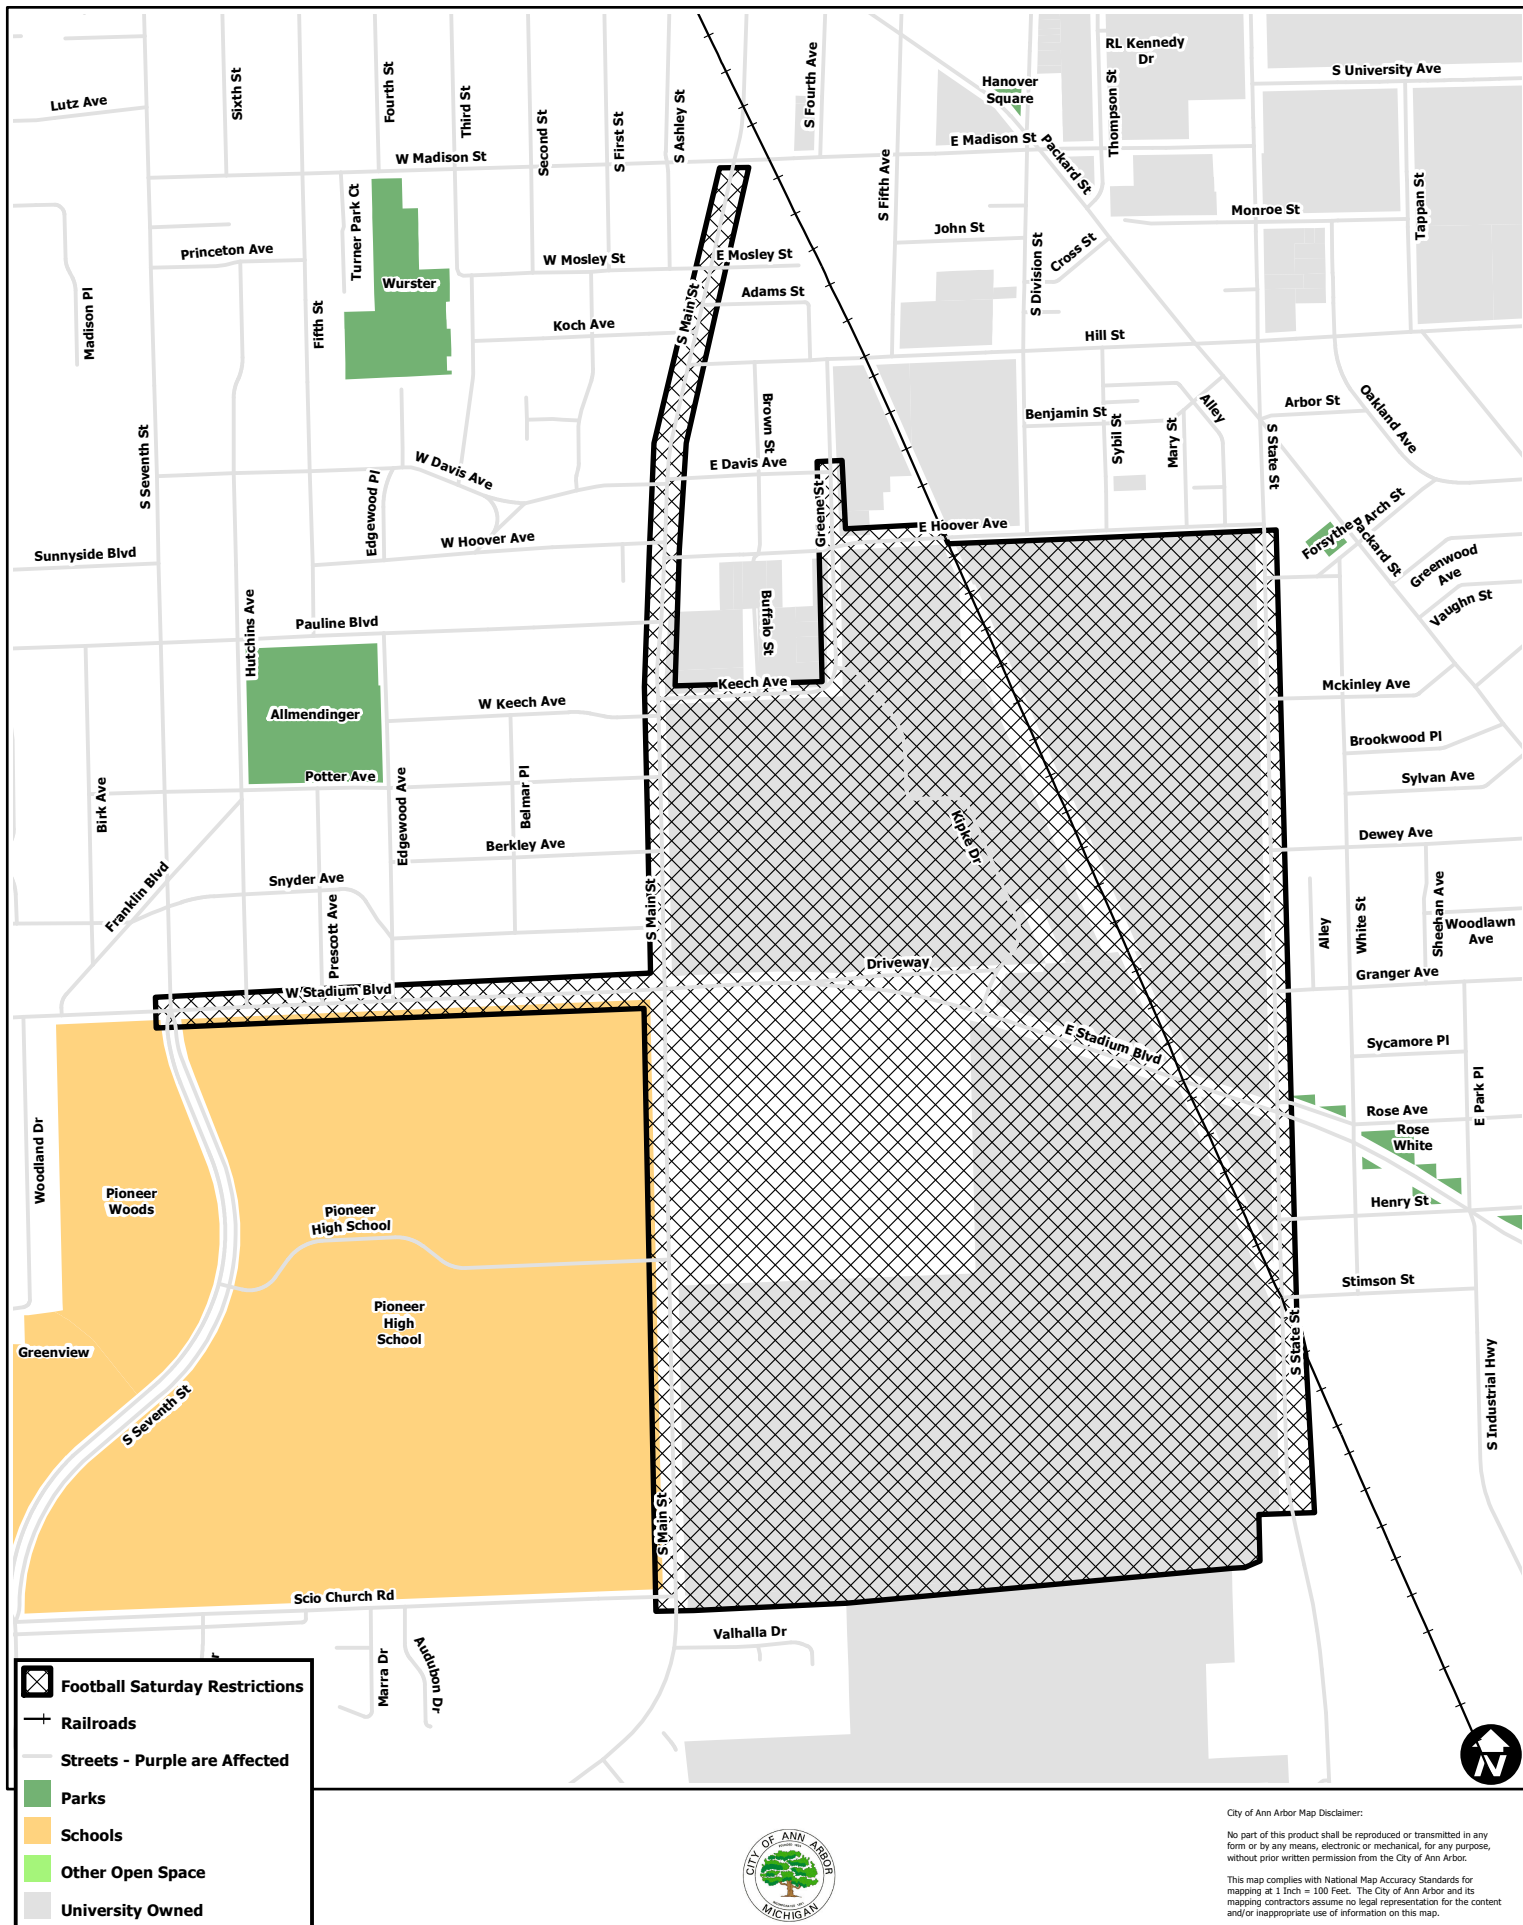 Lutz Ave
Sixth St
Fourth St
Third St
Second St
S First St
S Ashley St
S Fourth Ave
S Fifth Ave
Hanover
Square
RL Kennedy
Dr
Thompson St
S University Ave
E Madison St
Packard St
Tappan St
Monroe St
W Madison St
Turner Park Ct
Princeton Ave
Wurster
Madison Pl
Fifth St
W Mosley St
E Mosley St
Adams St
John St
S Division St
Cross St
Koch Ave
S Main St
Hill St
Brown St
Benjamin St
Sybil St
Mary St
Alley
Arbor St
Oakland Ave
S State St
S Seventh St
W Davis Ave
E Davis Ave
Edgewood Pl
W Hoover Ave
Greene St
E Hoover Ave
Arch St
Forsythe
Packard St
Greenwood
Ave
Vaughn St
Sunnyside Blvd
Hutchins Ave
Pauline Blvd
Buffalo St
Keech Ave
W Keech Ave
Allmendinger
Mckinley Ave
Brookwood Pl
Sylvan Ave
Potter Ave
Birk Ave
Edgewood Ave
Belmar Pl
Berkley Ave
Kipke Dr
Dewey Ave
Snyder Ave
Franklin Blvd
Prescott Ave
S Main St
Alley
White St
Sheehan Ave
Woodlawn
Ave
Driveway
Granger Ave
W Stadium Blvd
E Stadium Blvd
Sycamore Pl
E Park Pl
Rose Ave
Rose
White
Woodland Dr
Pioneer
Woods
Pioneer
High School
Henry St
Stimson St
Pioneer
High
School
Greenview
S Seventh St
S State St
S Industrial Hwy
S Main St
Scio Church Rd
Valhalla Dr
Marra Dr
Audubon Dr
Football Saturday Restrictions
Railroads
Streets - Purple are Affected
Parks
Schools
Other Open Space
University Owned
N
CITY OF ANN ARBOR
MICHIGAN
City of Ann Arbor Map Disclaimer:
No part of this product shall be reproduced or transmitted in any
form or by any means, electronic or mechanical, for any purpose,
without prior written permission from the City of Ann Arbor.
This map complies with National Map Accuracy Standards for
mapping at 1 Inch = 100 Feet. The City of Ann Arbor and its
mapping contractors assume no legal representation for the content
and/or inappropriate use of information on this map.